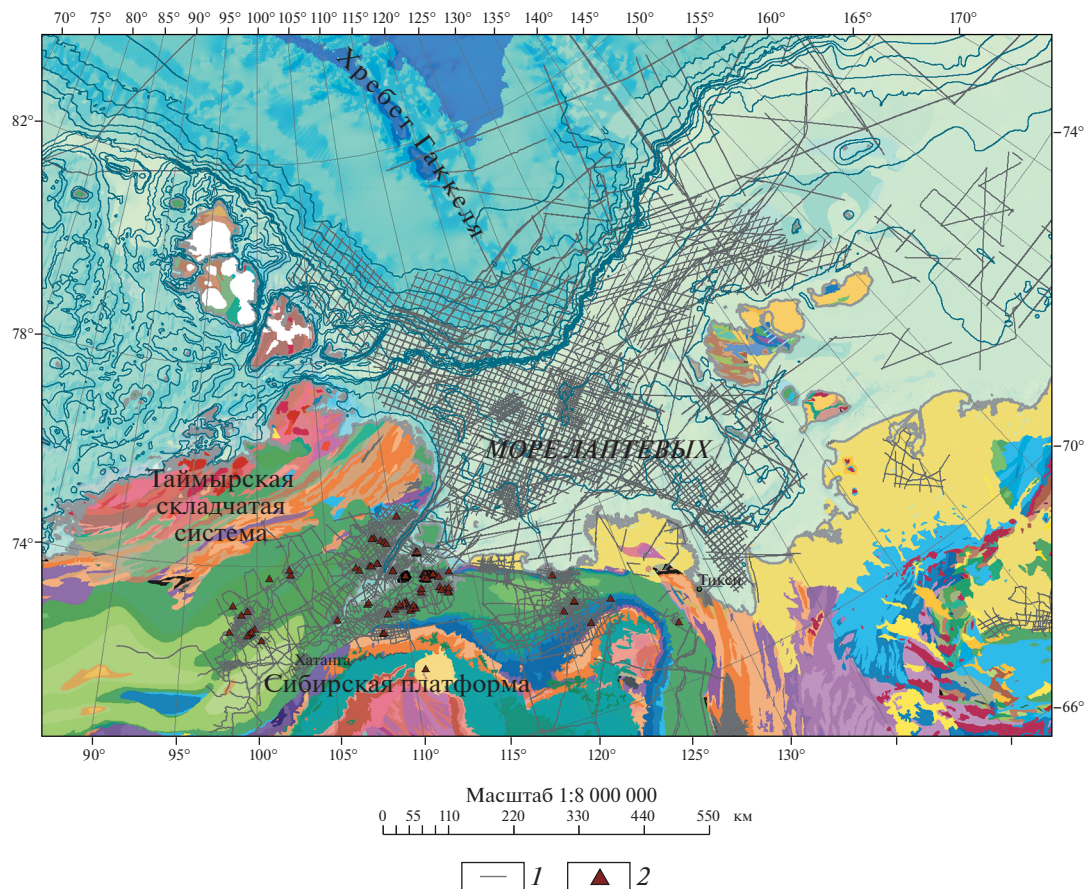 70° 75° 80° 85° 90° 95° 100° 105° 110° 115° 120° 125° 130° 135° 140° 145° 150° 155° 160° 165° 170°
Хребет Гаккеля
82°
74°
78°
МОРЕ ЛАПТЕВЫХ
70°
Таймырская
складчатая
система
74°
Тикси
Хатанга
Сибирская платформа
66°
90° 95° 100° 105° 110° 115° 120° 125° 130°
Масштаб 1:8 000 000
0 55 110 220 330 440 550 км
1 2